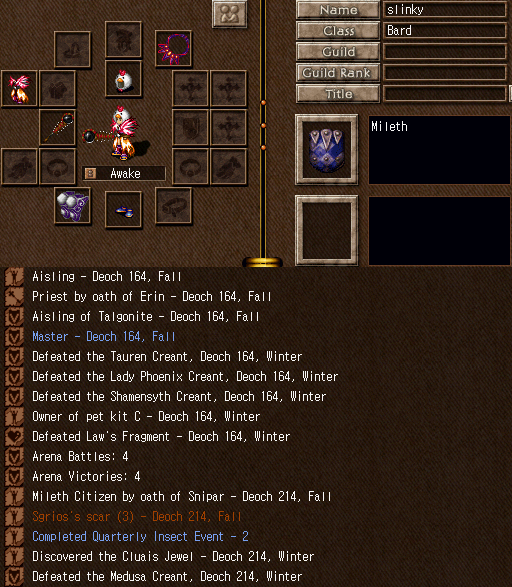 Name slinky
Class Bard
Guild
Guild Rank
Title
Mileth
Awake
Aisling - Deoch 164, Fall
Priest by oath of Erin - Deoch 164, Fall
Aisling of Talgonite - Deoch 164, Fall
Master - Deoch 164, Fall
Defeated the Tauren Creant, Deoch 164, Winter
Defeated the Lady Phoenix Creant, Deoch 164, Winter
Defeated the Shamensyth Creant, Deoch 164, Winter
Owner of pet kit C - Deoch 164, Winter
Defeated Law's Fragment - Deoch 164, Winter
Arena Battles: 4
Arena Victories: 4
Mileth Citizen by oath of Snipar - Deoch 214, Fall
Sgrios's scar (3) - Deoch 214, Fall
Completed Quarterly Insect Event - 2
Discovered the Cluais Jewel - Deoch 214, Winter
Defeated the Medusa Creant, Deoch 214, Winter